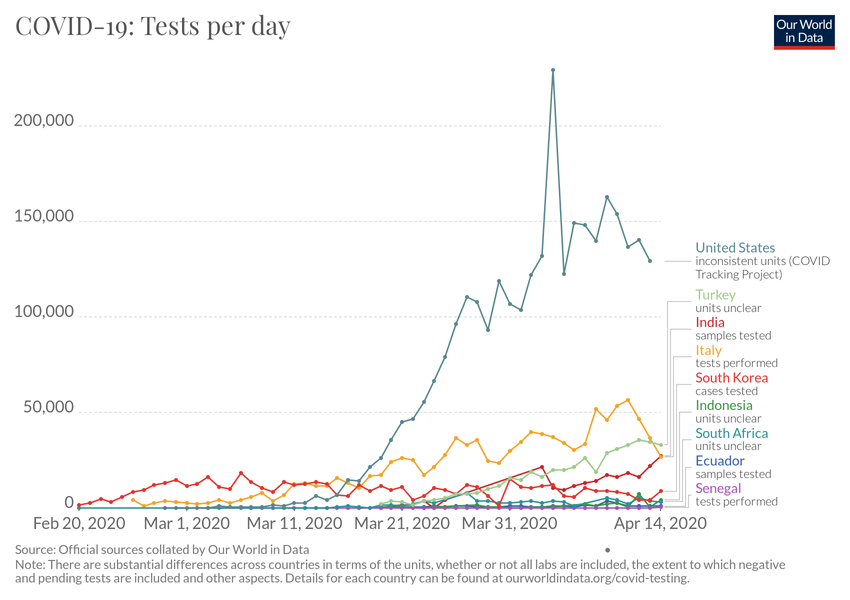 COVID-19: Tests per day
Our World
in Data
200,000
150,000
100,000
50,000
0
Feb 20, 2020
Mar 1, 2020
Mar 11, 2020
Mar 21, 2020
Mar 31, 2020
Apr 14, 2020
United States
inconsistent units (COVID
Tracking Project)
Turkey
units unclear
India
samples tested
Italy
tests performed
South Korea
cases tested
Indonesia
units unclear
South Africa
units unclear
Ecuador
samples tested
Senegal
tests performed
Source: Official sources collated by Our World in Data
Note: There are substantial differences across countries in terms of the units, whether or not all labs are included, the extent to which negative
and pending tests are included and other aspects. Details for each country can be found at ourworldindata.org/covid-testing.